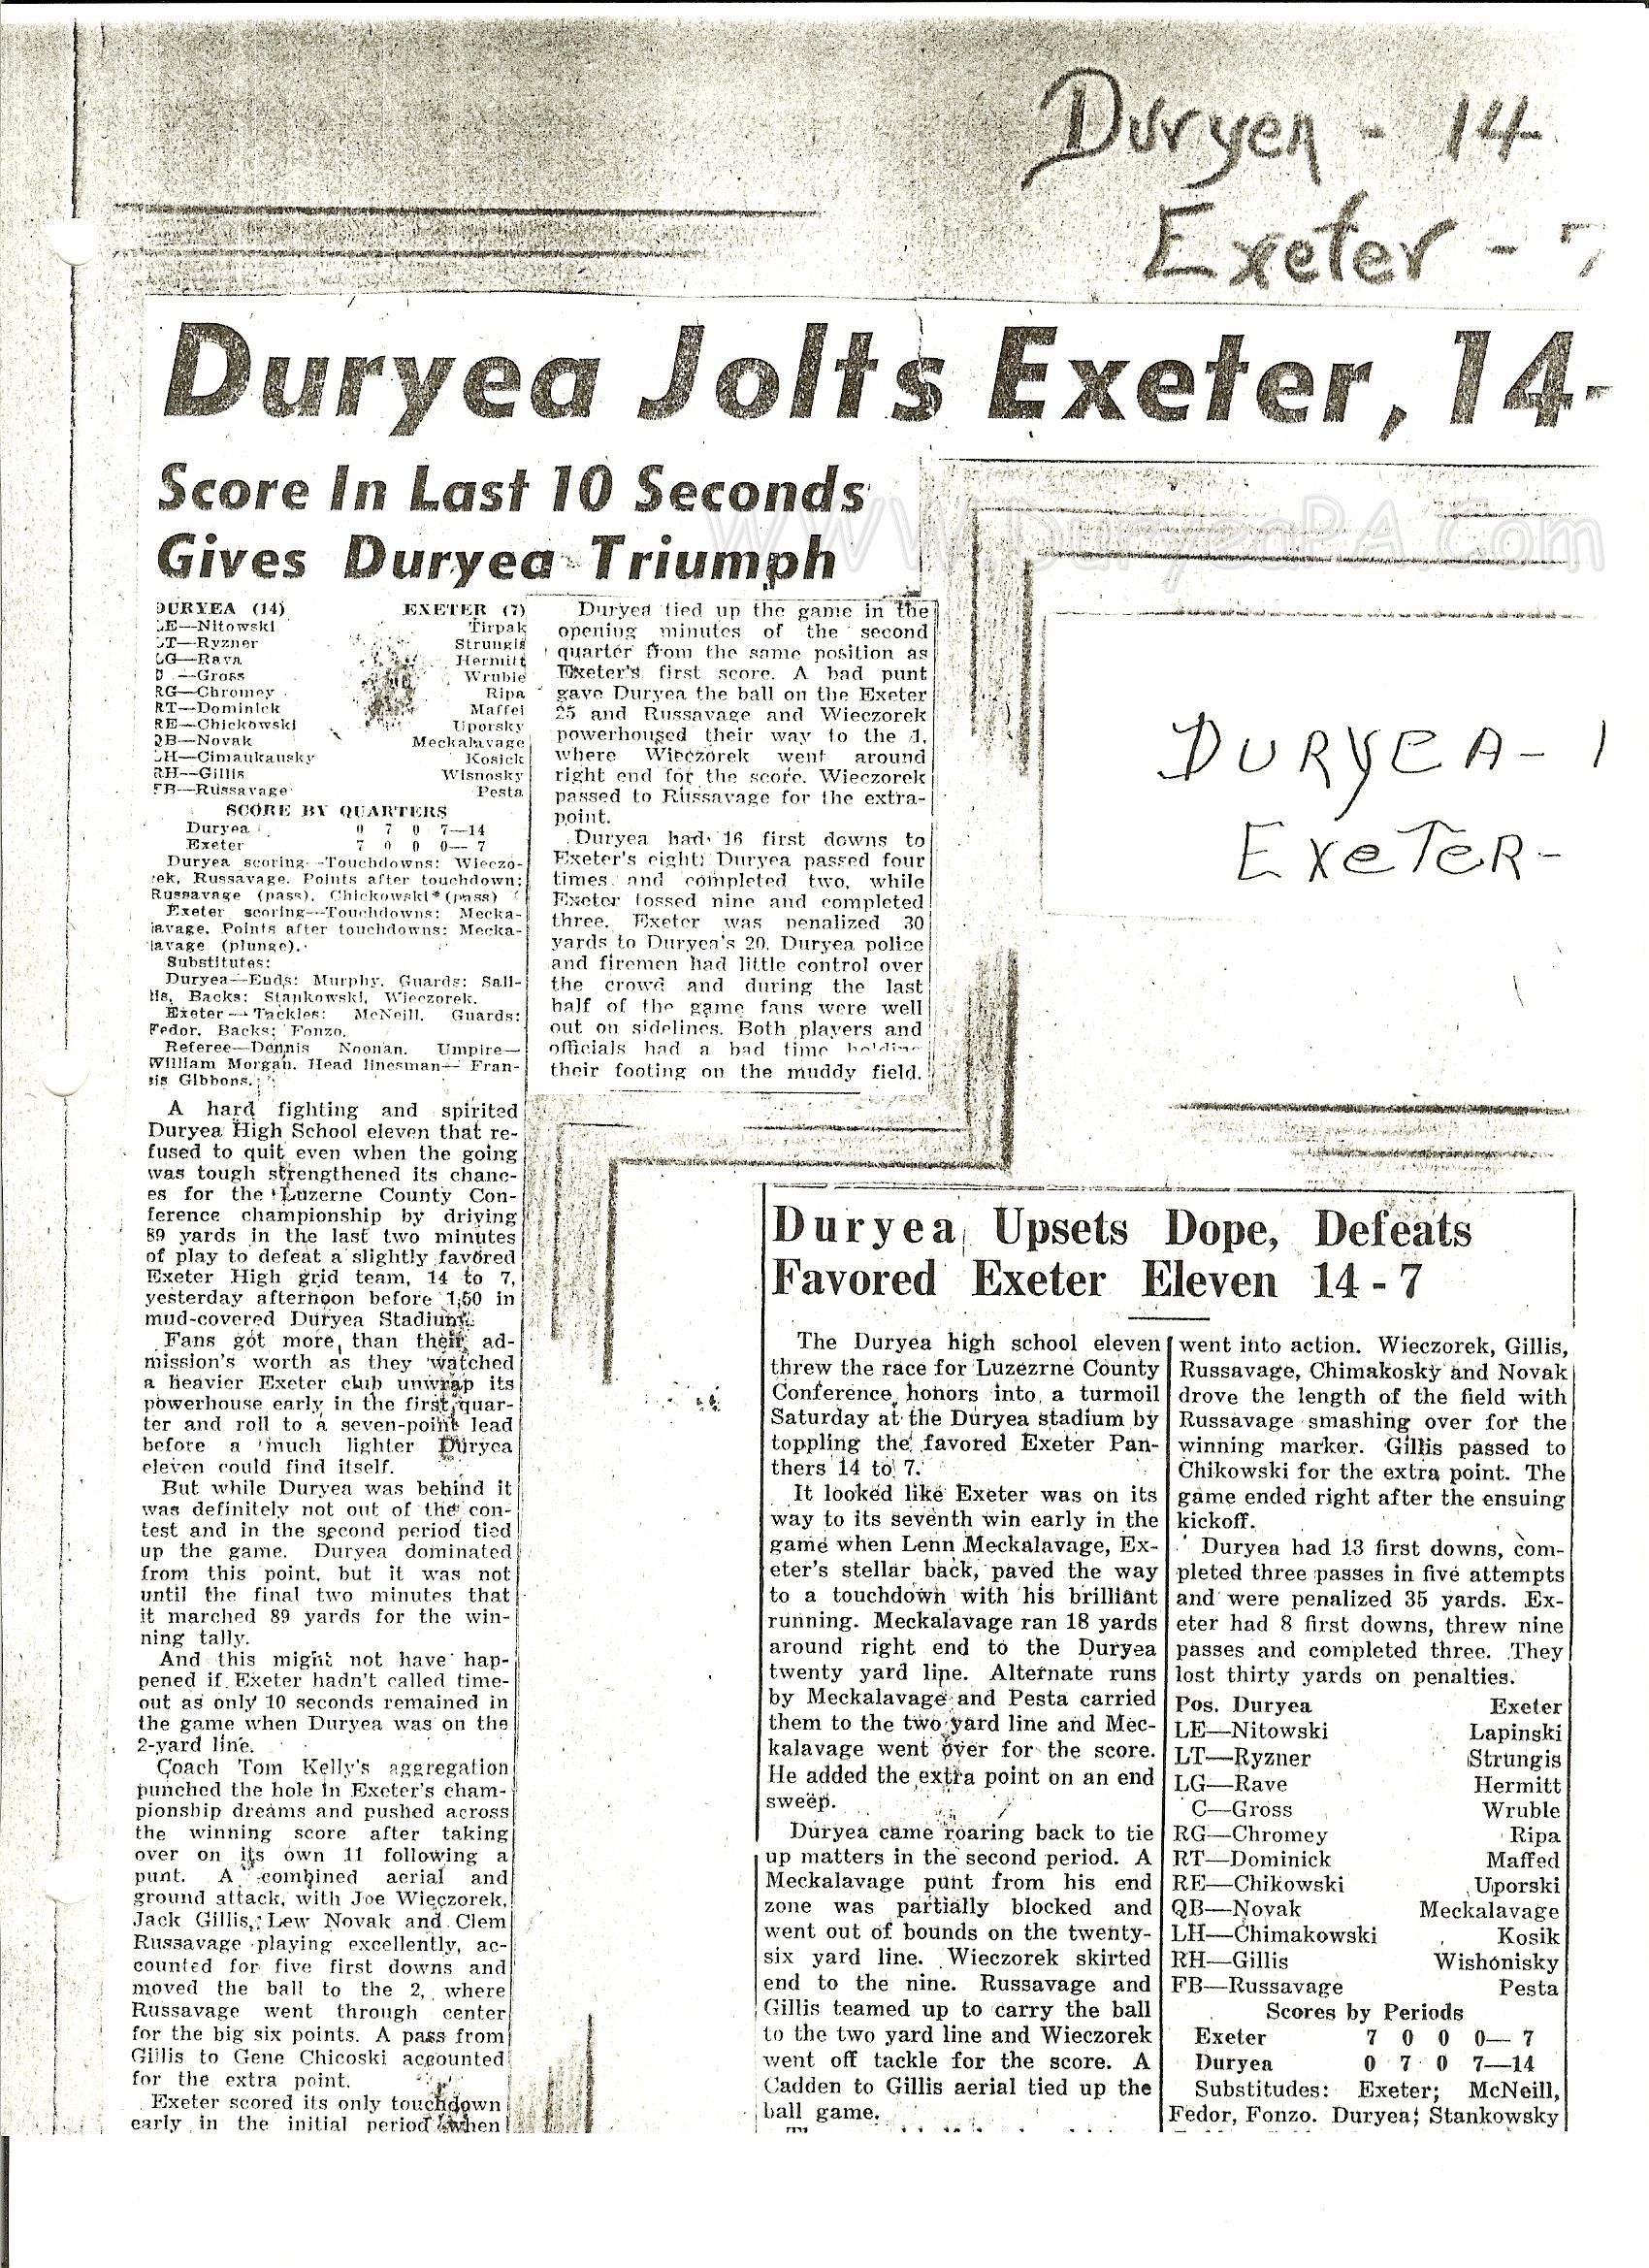 Duryea - 14
Exeter - 7
Duryea Jolts Exeter, 14-
Score In Last 10 Seconds
Gives Duryea Triumph
WWW.DuryeaPA.Com
DURYEA - 1
EXETER -
DURYEA (14) EXETER (7)
LE—Nitowski Tirpak
LT—Ryzner Strungis
LG—Rava Hermitt
—Gross Wruble
RG—Chromey Ripa
RT—Dominick Maffei
RE—Chickowski Uporsky
QB—Novak Meckalavage
LH—Cimaukausky Kosick
RH—Gillis Wisnosky
FB—Russavage Pesta
SCORE BY QUARTERS
Duryea 0 7 0 7—14
Exeter 7 0 0 0— 7
Duryea scoring—Touchdowns: Wieczo-
rek, Russavage. Points after touchdown:
Russavage (pass), Chickowski (pass)
Exeter scoring—Touchdowns: Mecka-
lavage. Points after touchdowns: Mecka-
lavage (plunge).
Substitutes:
Duryea—Ends: Murphy. Guards: Sall-
tis. Backs: Stankowski, Wieczorek.
Exeter—Tackles: McNeill. Guards:
Fedor. Backs: Fonzo.
Referee—Dennis Noonan. Umpire—
William Morgan. Head linesman—Fran-
cis Gibbons.
A hard fighting and spirited
Duryea High School eleven that re-
fused to quit even when the going
was tough strengthened its chanc-
es for the Luzerne County Con-
ference championship by driving
89 yards in the last two minutes
of play to defeat a slightly favored
Exeter High grid team, 14 to 7,
yesterday afternoon before 1,50 in
mud-covered Duryea Stadium.
Fans got more than their ad-
mission's worth as they watched
a heavier Exeter club unwrap its
powerhouse early in the first quar-
ter and roll to a seven-point lead
before a much lighter Duryea
eleven could find itself.
But while Duryea was behind it
was definitely not out of the con-
test and in the second period tied
up the game. Duryea dominated
from this point, but it was not
until the final two minutes that
it marched 89 yards for the win-
ning tally.
And this might not have hap-
pened if Exeter hadn't called time-
out as only 10 seconds remained in
the game when Duryea was on the
2-yard line.
Coach Tom Kelly's aggregation
punched the hole in Exeter's cham-
pionship dreams and pushed across
the winning score after taking
over on its own 11 following a
punt. A combined aerial and
ground attack, with Joe Wieczorek,
Jack Gillis, Lew Novak and Clem
Russavage playing excellently, ac-
counted for five first downs and
moved the ball to the 2, where
Russavage went through center
for the big six points. A pass from
Gillis to Gene Chicoski accounted
for the extra point.
Exeter scored its only touchdown
early in the initial period when
Duryea tied up the game in the
opening minutes of the second
quarter from the same position as
Exeter's first score. A bad punt
gave Duryea the ball on the Exeter
25 and Russavage and Wieczorek
powerhoused their way to the 1,
where Wieczorek went around
right end for the score. Wieczorek
passed to Russavage for the extra-
point.
Duryea had 16 first downs to
Exeter's eight; Duryea passed four
times and completed two, while
Exeter tossed nine and completed
three. Exeter was penalized 30
yards to Duryea's 20. Duryea police
and firemen had little control over
the crowd and during the last
half of the game fans were well
out on sidelines. Both players and
officials had a bad time holding
their footing on the muddy field.
Duryea Upsets Dope, Defeats
Favored Exeter Eleven 14 - 7
The Duryea high school eleven
threw the race for Luzezrne County
Conference honors into a turmoil
Saturday at the Duryea stadium by
toppling the favored Exeter Pan-
thers 14 to 7.
It looked like Exeter was on its
way to its seventh win early in the
game when Lenn Meckalavage, Ex-
eter's stellar back, paved the way
to a touchdown with his brilliant
running. Meckalavage ran 18 yards
around right end to the Duryea
twenty yard line. Alternate runs
by Meckalavage and Pesta carried
them to the two yard line and Mec-
kalavage went over for the score.
He added the extra point on an end
sweep.
Duryea came roaring back to tie
up matters in the second period. A
Meckalavage punt from his end
zone was partially blocked and
went out of bounds on the twenty-
six yard line. Wieczorek skirted
end to the nine. Russavage and
Gillis teamed up to carry the ball
to the two yard line and Wieczorek
went off tackle for the score. A
Cadden to Gillis aerial tied up the
ball game.
went into action. Wieczorek, Gillis,
Russavage, Chimakosky and Novak
drove the length of the field with
Russavage smashing over for the
winning marker. Gillis passed to
Chikowski for the extra point. The
game ended right after the ensuing
kickoff.
Duryea had 13 first downs, com-
pleted three passes in five attempts
and were penalized 35 yards. Ex-
eter had 8 first downs, threw nine
passes and completed three. They
lost thirty yards on penalties.
Pos. Duryea Exeter
LE—Nitowski Lapinski
LT—Ryzner Strungis
LG—Rave Hermitt
C—Gross Wruble
RG—Chromey Ripa
RT—Dominick Maffed
RE—Chikowski Uporski
QB—Novak Meckalavage
LH—Chimakowski Kosik
RH—Gillis Wishonisky
FB—Russavage Pesta
Scores by Periods
Exeter 7 0 0 0— 7
Duryea 0 7 0 7—14
Substitudes: Exeter; McNeill,
Fedor, Fonzo. Duryea; Stankowsky